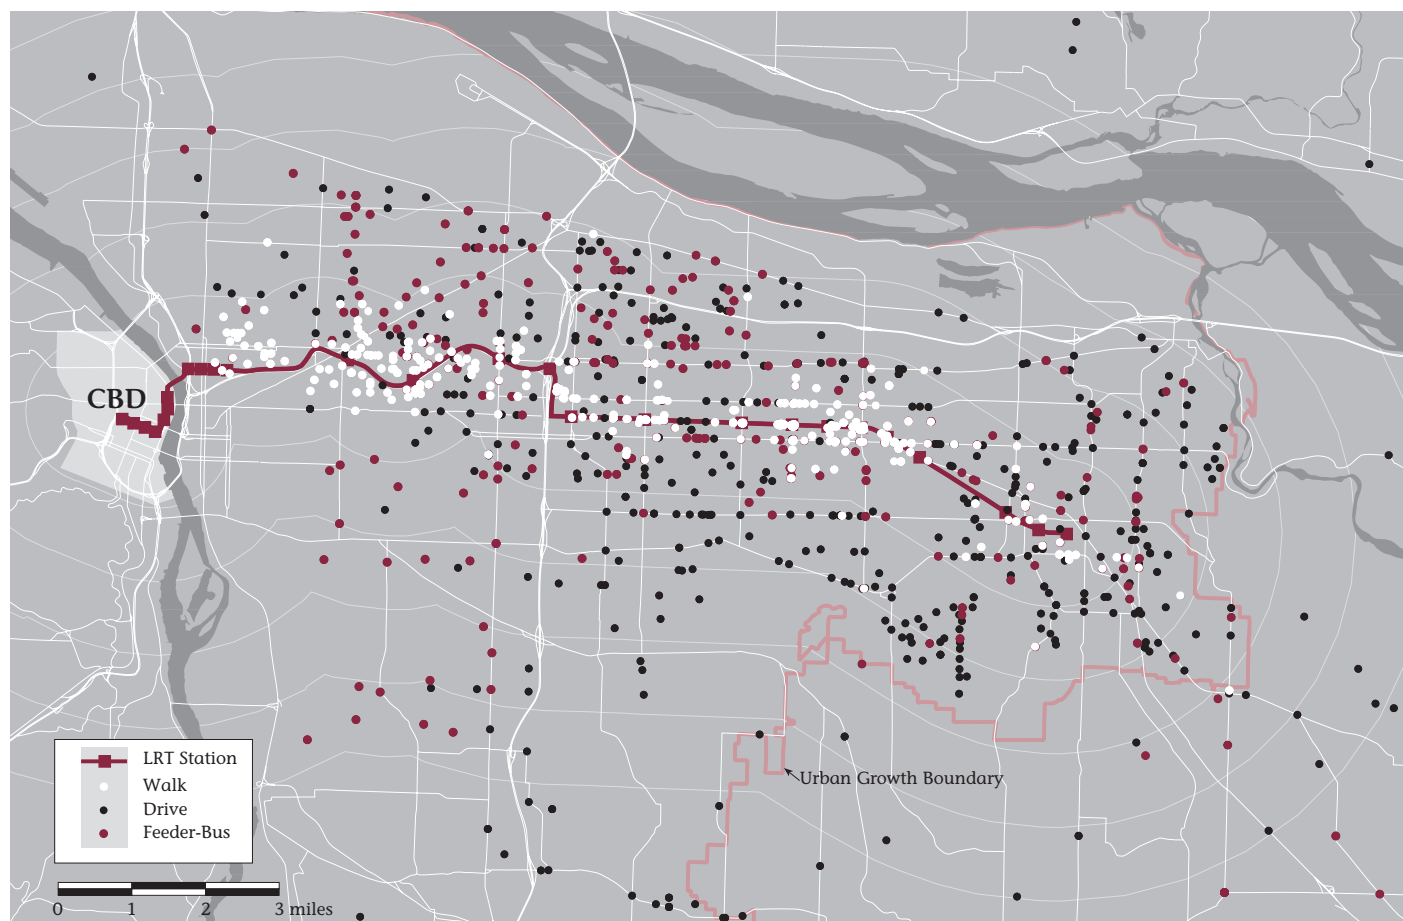 CBD
Urban Growth Boundary
LRT Station
Walk
Drive
Feeder-Bus
0 1 2 3 miles